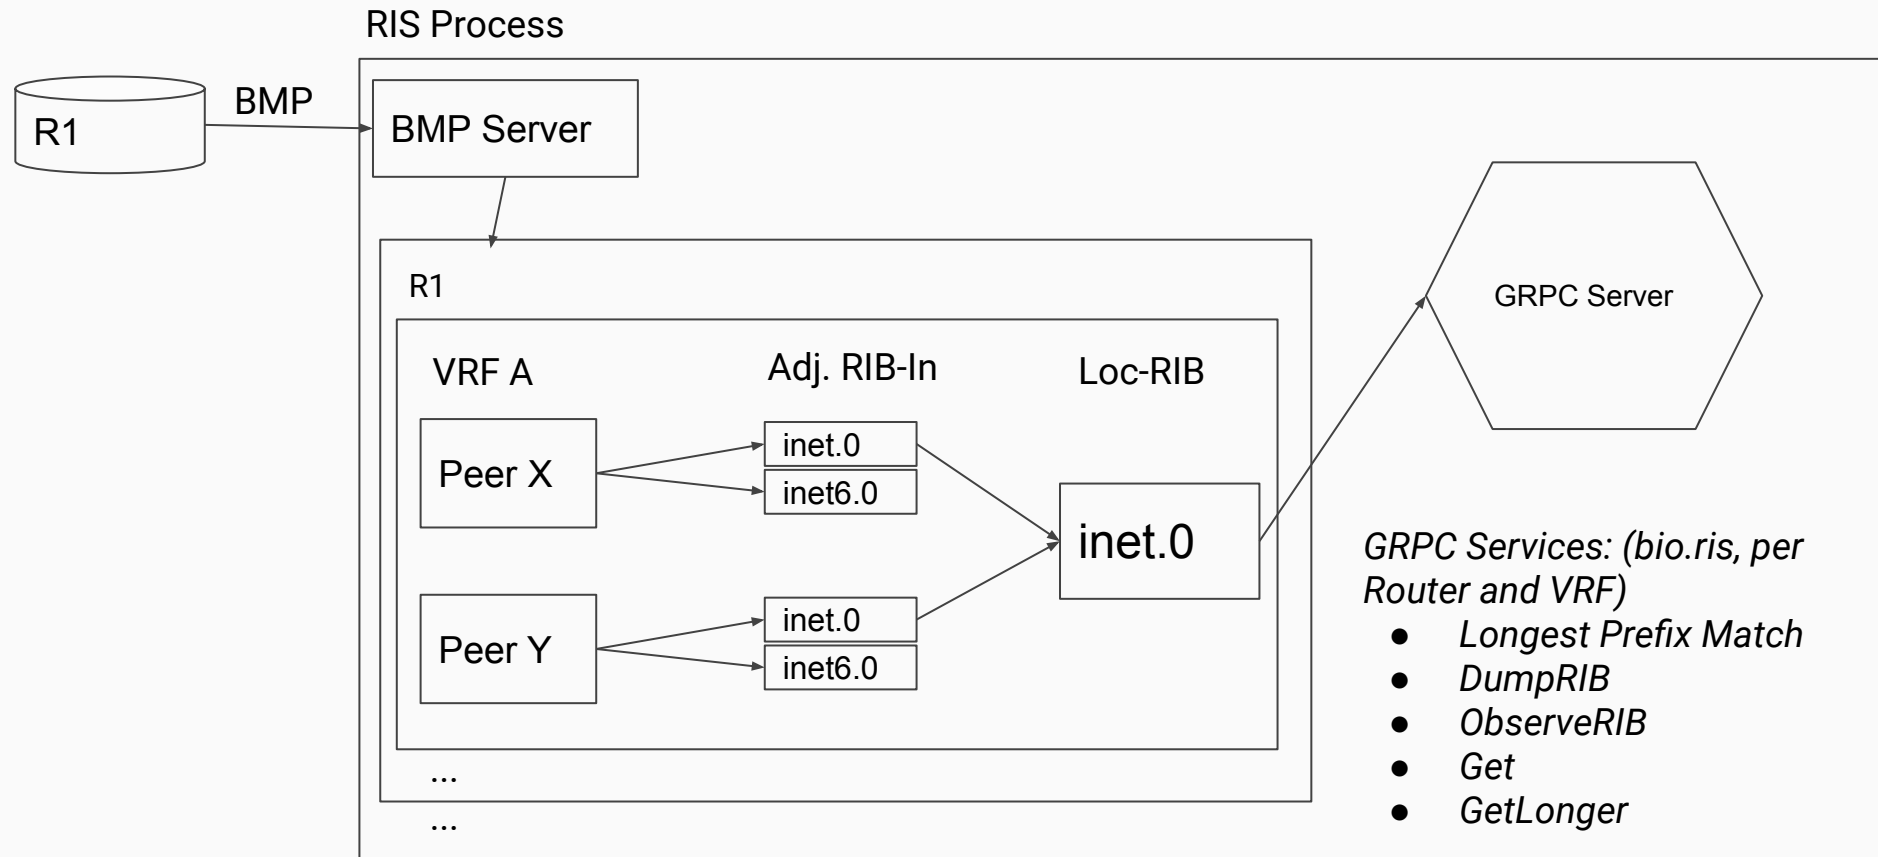 RIS Process
R1
BMP
BMP Server
R1
VRF A
Adj. RIB-In
Loc-RIB
Peer X
inet.0
inet6.0
inet.0
Peer Y
inet.0
inet6.0
...
...
GRPC Server
GRPC Services: (bio.ris, per
Router and VRF)
● Longest Prefix Match
● DumpRIB
● ObserveRIB
● Get
● GetLonger